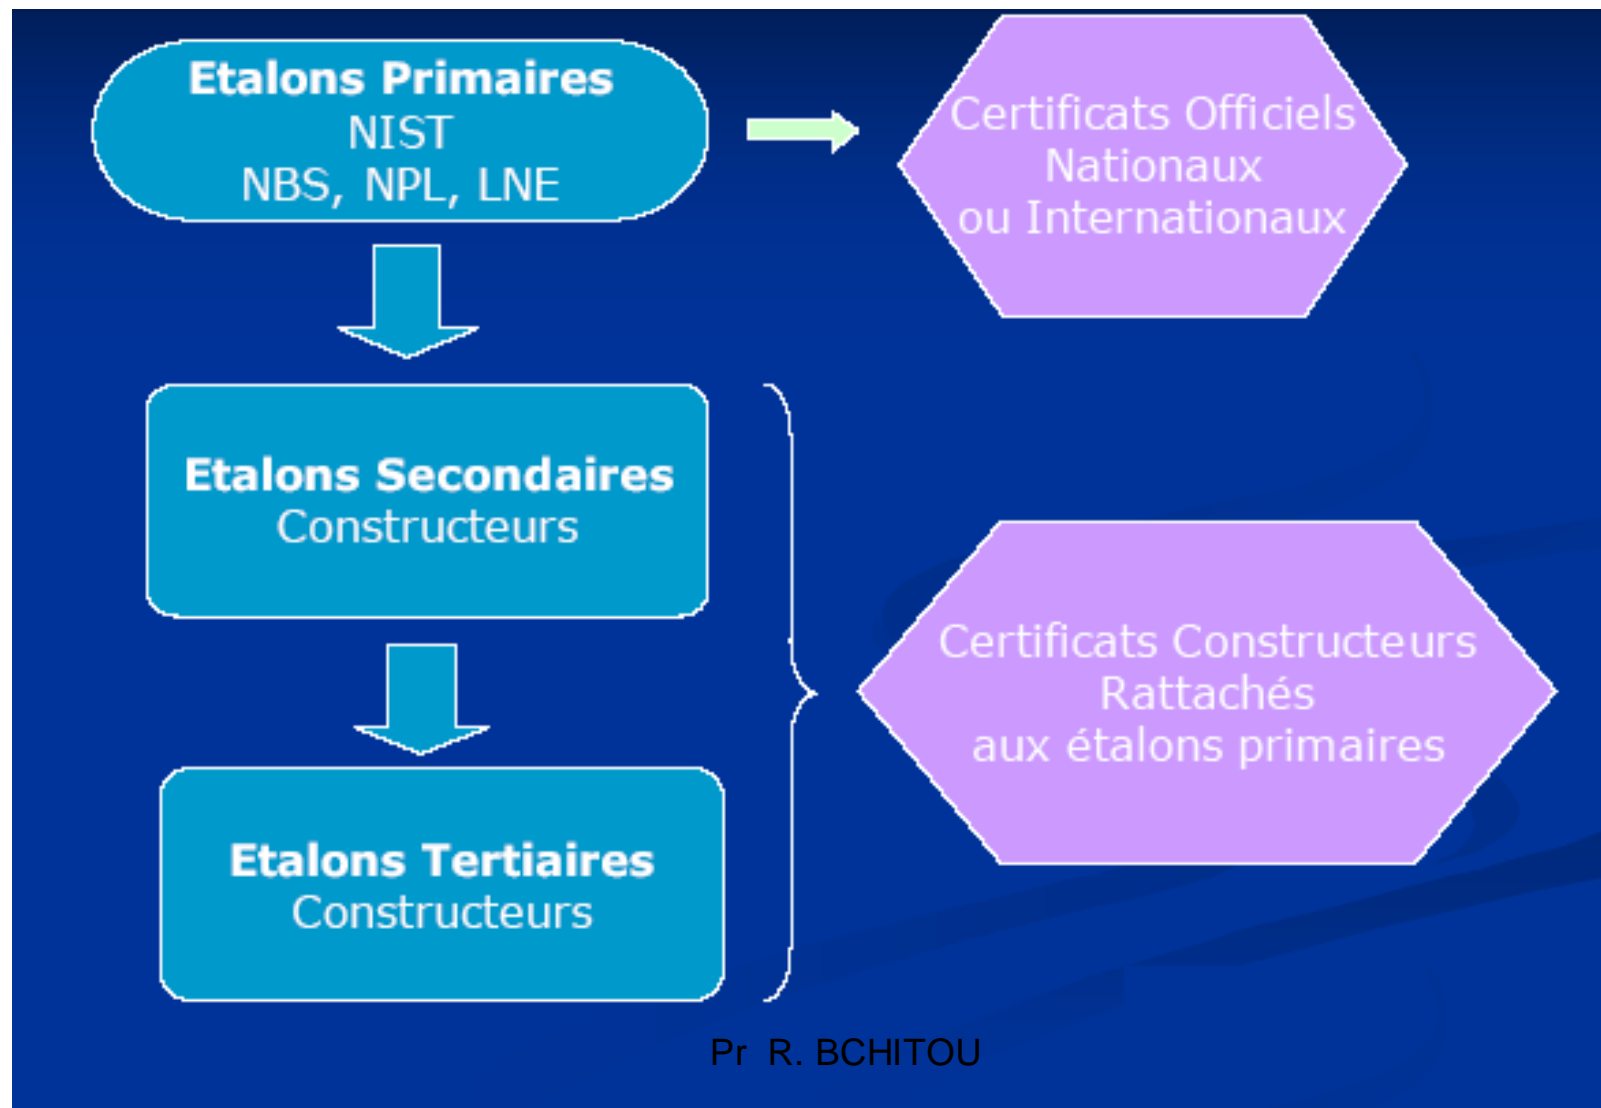 Etalons Primaires
NIST
NBS, NPL, LNE
Certificats Officiels
Nationaux
ou Internationaux
Etalons Secondaires
Constructeurs
Certificats Constructeurs
Rattachés
aux étalons primaires
Etalons Tertiaires
Constructeurs
Pr R. BCHITOU